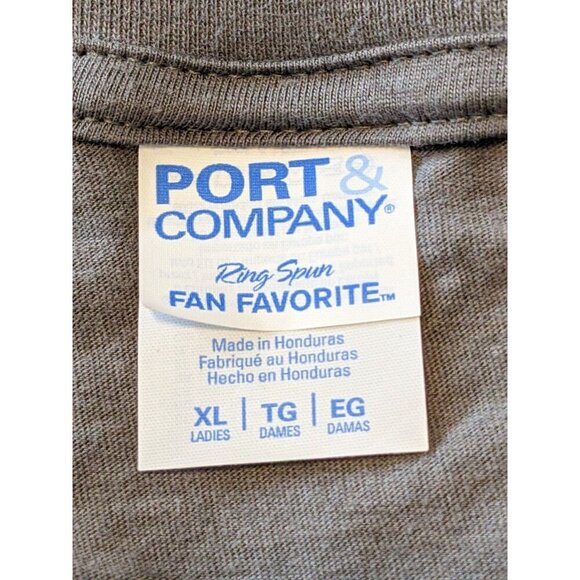 PORT &
COMPANY®
Ring Spun
FAN FAVORITE™
Made in Honduras
Fabriqué au Honduras
Hecho en Honduras
XL | TG | EG
LADIES | DAMES | DAMAS